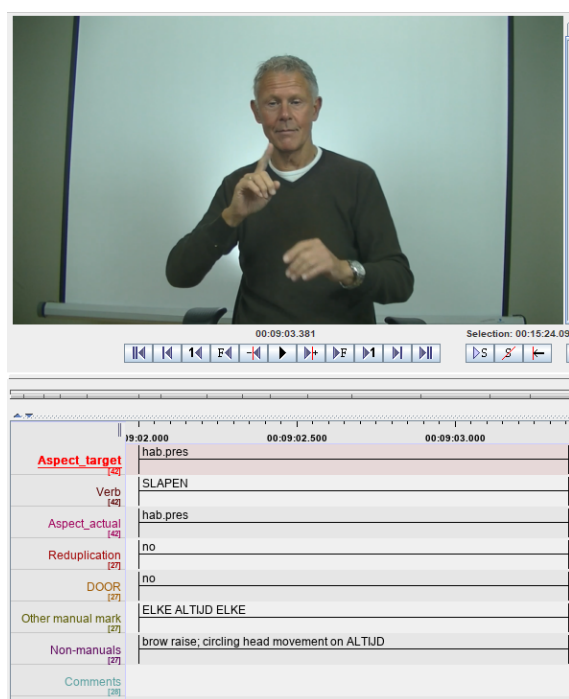 00:09:03.381
Selection: 00:15:24.09
1 F + F 1 S S
9:02.000 00:09:02.500 00:09:03.000
Aspect_target [42] hab.pres
Verb [42] SLAPEN
Aspect_actual [42] hab.pres
Reduplication [27] no
DOOR [27] no
Other manual mark [27] ELKE ALTIJD ELKE
Non-manuals [27] brow raise; circling head movement on ALTIJD
Comments [28]